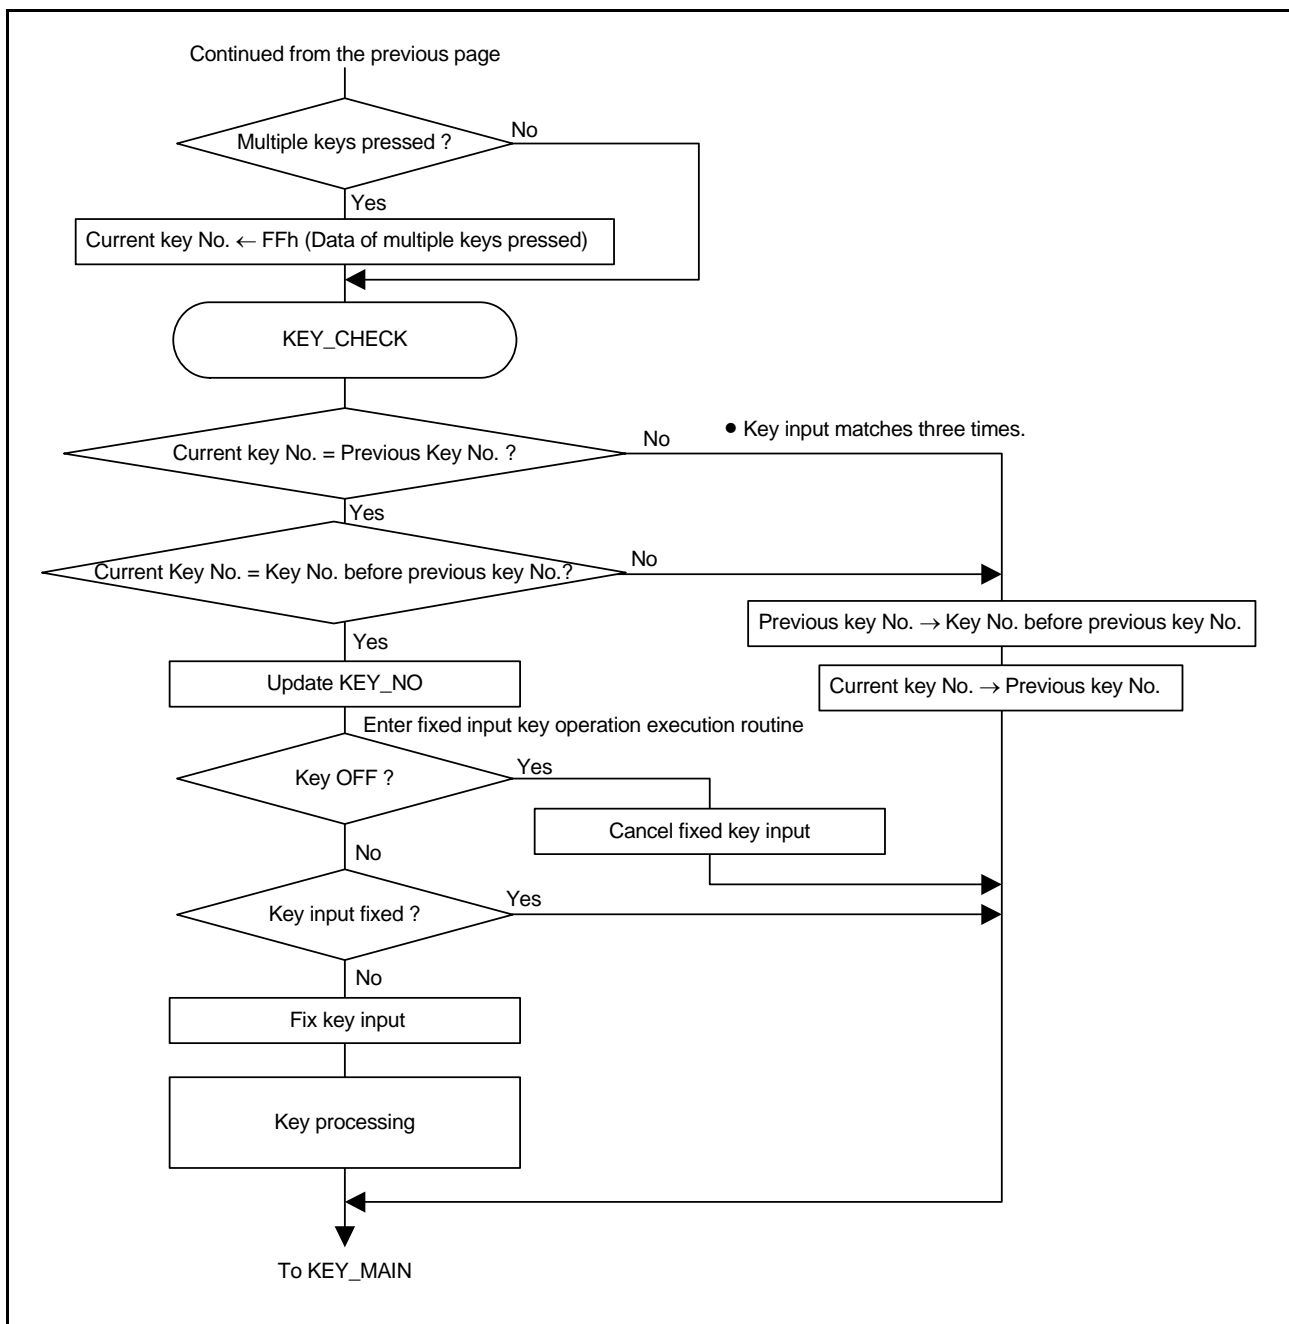 Continued from the previous page
Multiple keys pressed ?
No
Yes
Current key No. ← FFh (Data of multiple keys pressed)
KEY_CHECK
Current key No. = Previous Key No. ?
No
● Key input matches three times.
Yes
Current Key No. = Key No. before previous key No.?
No
Previous key No. → Key No. before previous key No.
Yes
Update KEY_NO
Current key No. → Previous key No.
Enter fixed input key operation execution routine
Key OFF ?
Yes
Cancel fixed key input
No
Key input fixed ?
Yes
No
Fix key input
Key processing
To KEY_MAIN